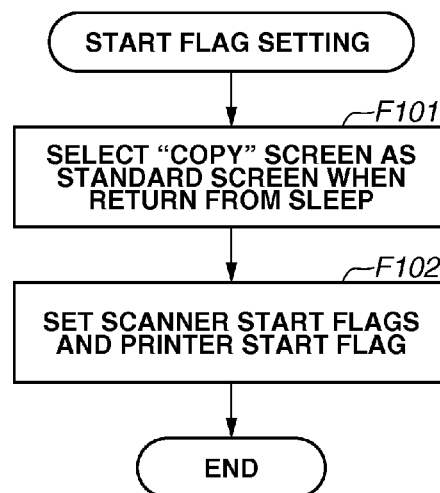 START FLAG SETTING
F101
SELECT “COPY” SCREEN AS
STANDARD SCREEN WHEN
RETURN FROM SLEEP
F102
SET SCANNER START FLAGS
AND PRINTER START FLAG
END